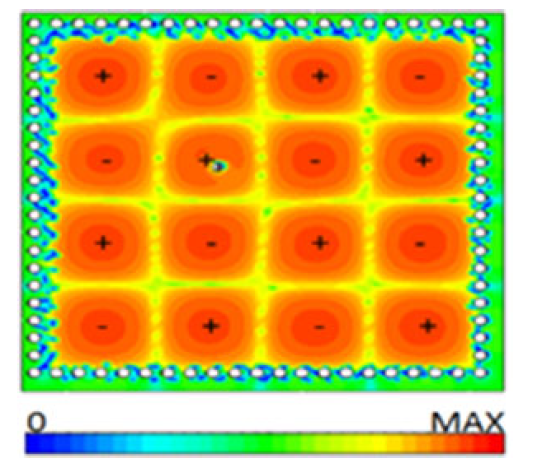 + - + -
- + - +
+ - + -
- + - +
0 MAX